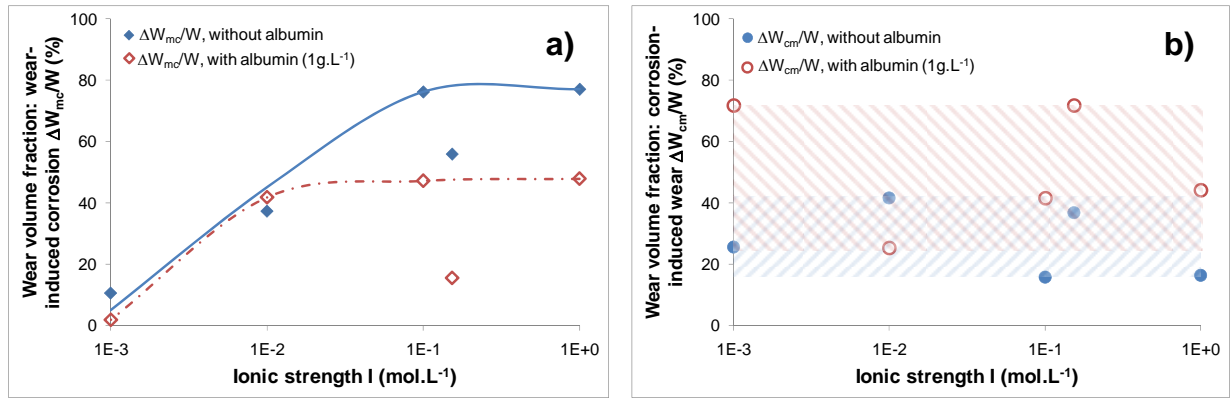 a)
ΔWmc/W, without albumin
ΔWmc/W, with albumin (1g.L-1)
Wear volume fraction: wear-
induced corrosion ΔWmc/W (%)
100
80
60
40
20
0
1E-3
1E-2
1E-1
1E+0
Ionic strength I (mol.L-1)
b)
ΔWcm/W, without albumin
ΔWcm/W, with albumin (1g.L-1)
Wear volume fraction: corrosion-
induced wear ΔWcm/W (%)
100
80
60
40
20
0
1E-3
1E-2
1E-1
1E+0
Ionic strength I (mol.L-1)